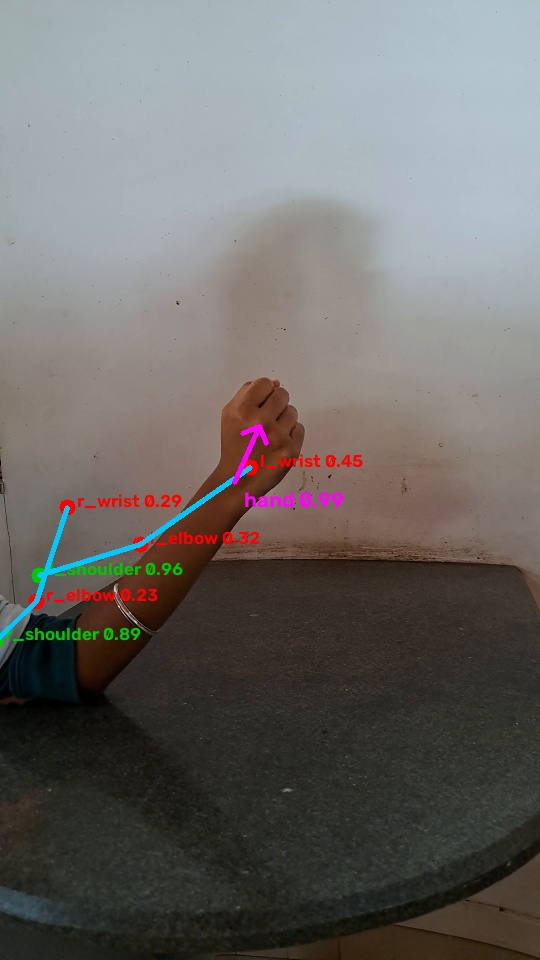 l_wrist 0.45
hand 0.99
r_wrist 0.29
_elbow 0.32
_shoulder 0.96
r_elbow 0.23
_shoulder 0.89